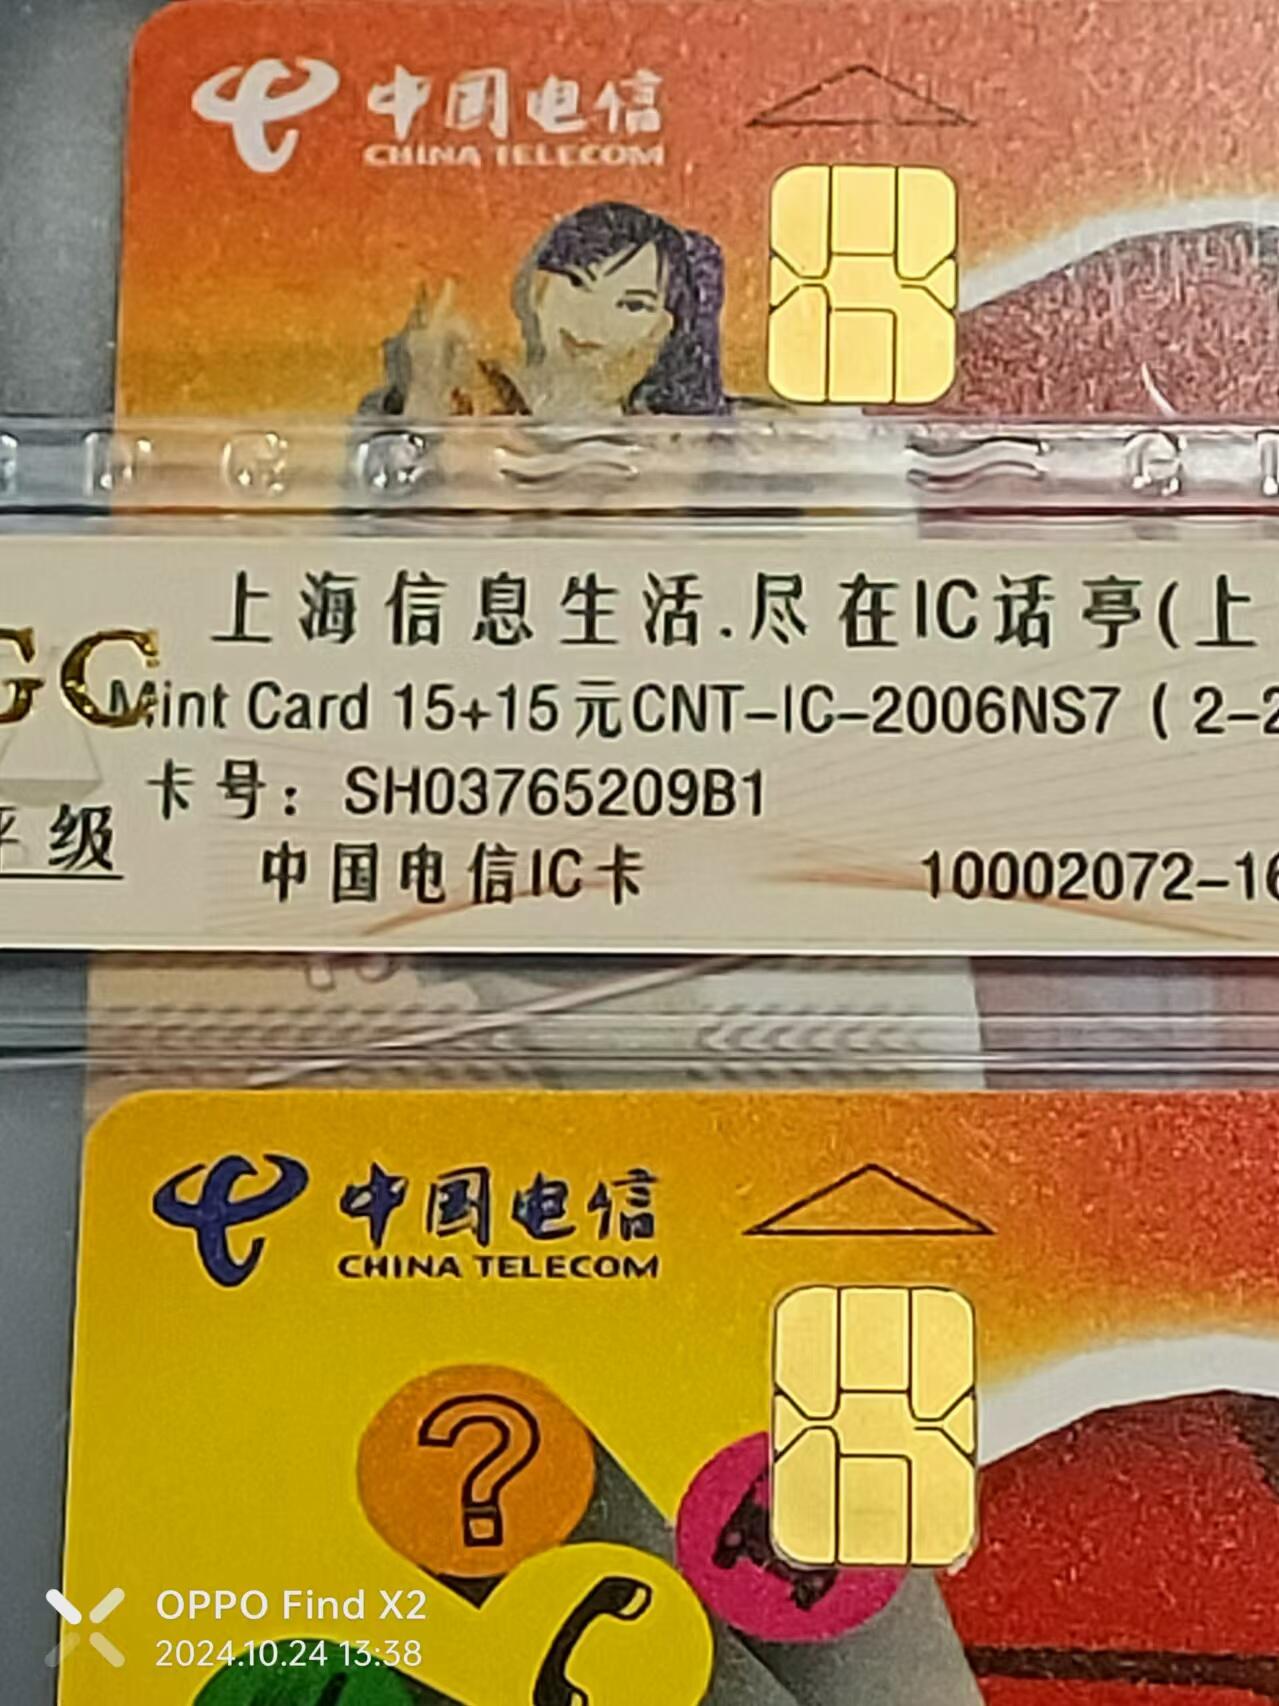 中国电信
CHINA TELECOM
上海信息生活.尽在IC话亭(上
GC
Mint Card 15+15元CNT-IC-2006NS7 (2-2
卡号: SH03765209B1
评级
中国电信IC卡
10002072-16
中国电信
CHINA TELECOM
?
OPPO Find X2
2024.10.24 13:38